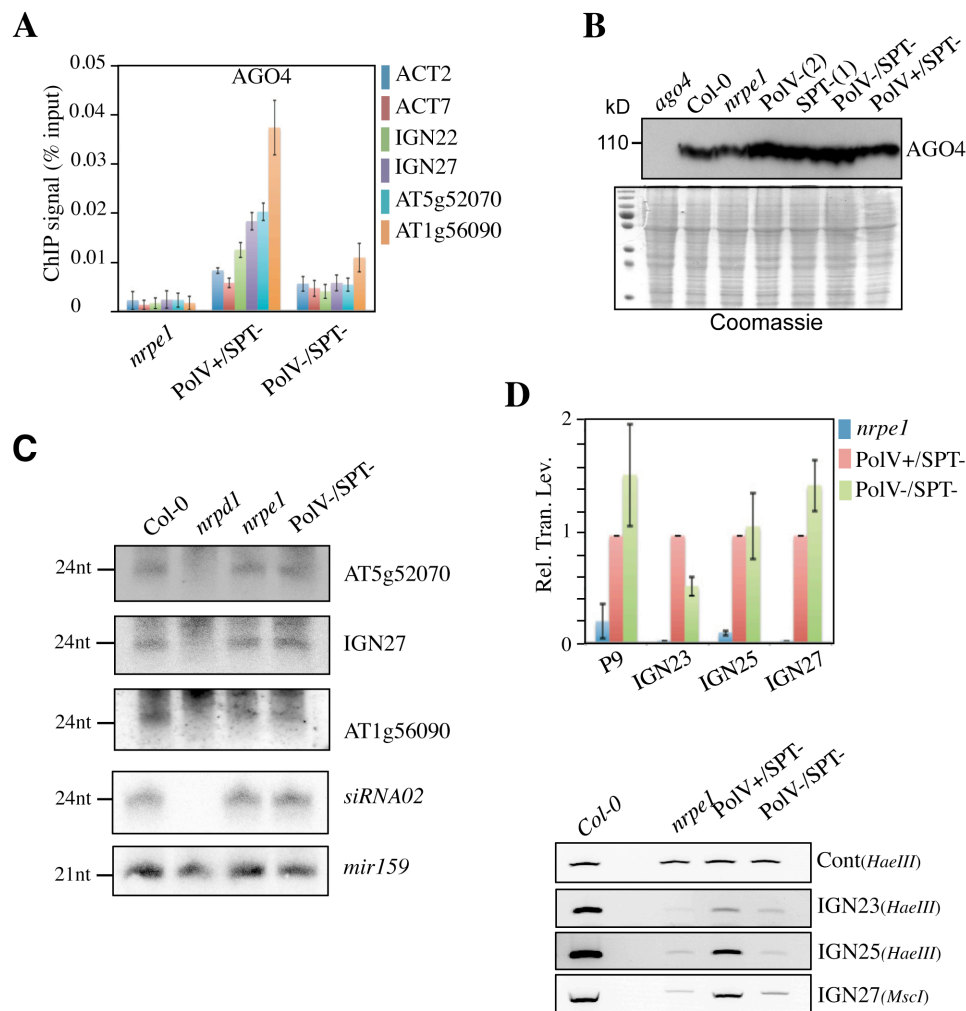 A
AGO4
ChIP signal (% input)
0.05
0.04
0.03
0.02
0.01
0
nrpe1
PolV+/SPT-
PolV-/SPT-
ACT2
ACT7
IGN22
IGN27
AT5g52070
AT1g56090
B
kD
110
ago4
Col-0
nrpe1
PolV-(2)
SPT-(1)
PolV-/SPT-
PolV+/SPT-
AGO4
Coomassie
C
Col-0
nrpd1
nrpe1
PolV-/SPT-
24nt
AT5g52070
24nt
IGN27
24nt
AT1g56090
24nt
siRNA02
21nt
mir159
D
Rel. Tran. Lev.
2
1
0
P9
IGN23
IGN25
IGN27
nrpe1
PolV+/SPT-
PolV-/SPT-
Col-0
nrpe1
PolV+/SPT-
PolV-/SPT-
Cont(HaeIII)
IGN23(HaeIII)
IGN25(HaeIII)
IGN27(MscI)